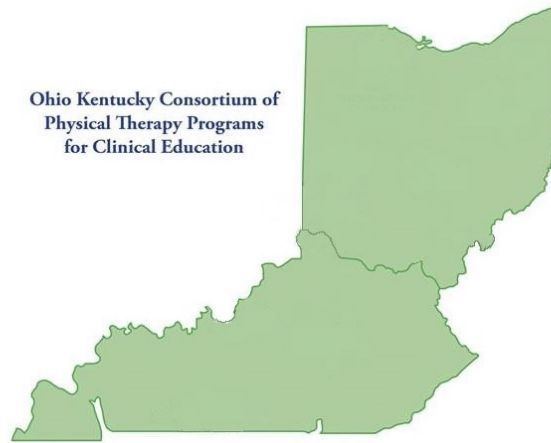 Ohio Kentucky Consortium of
Physical Therapy Programs
for Clinical Education